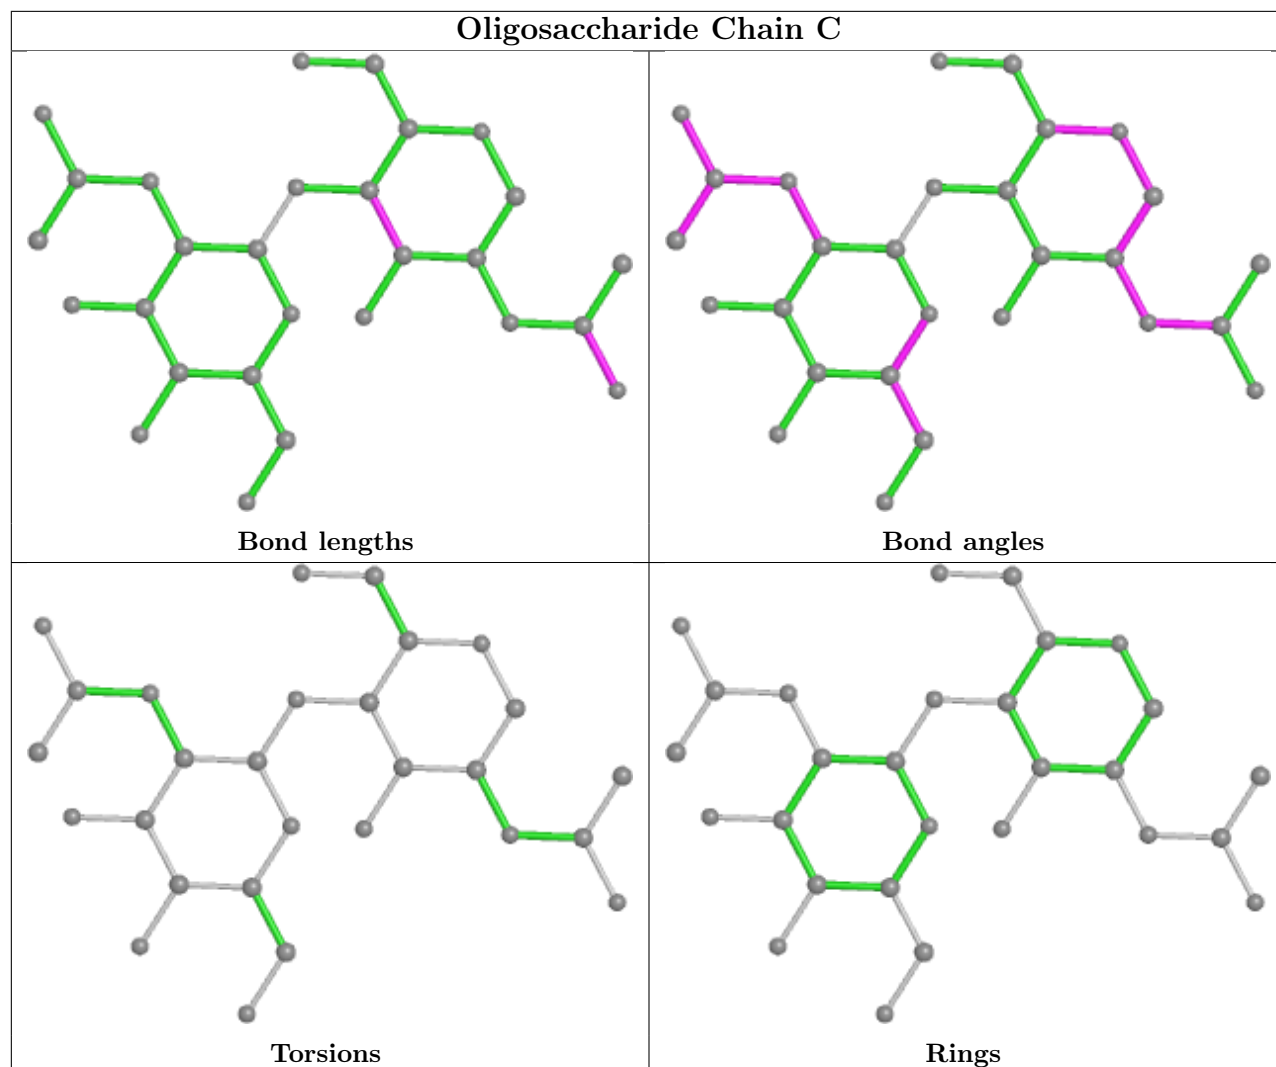 Oligosaccharide Chain C
Bond lengths
Bond angles
Torsions
Rings